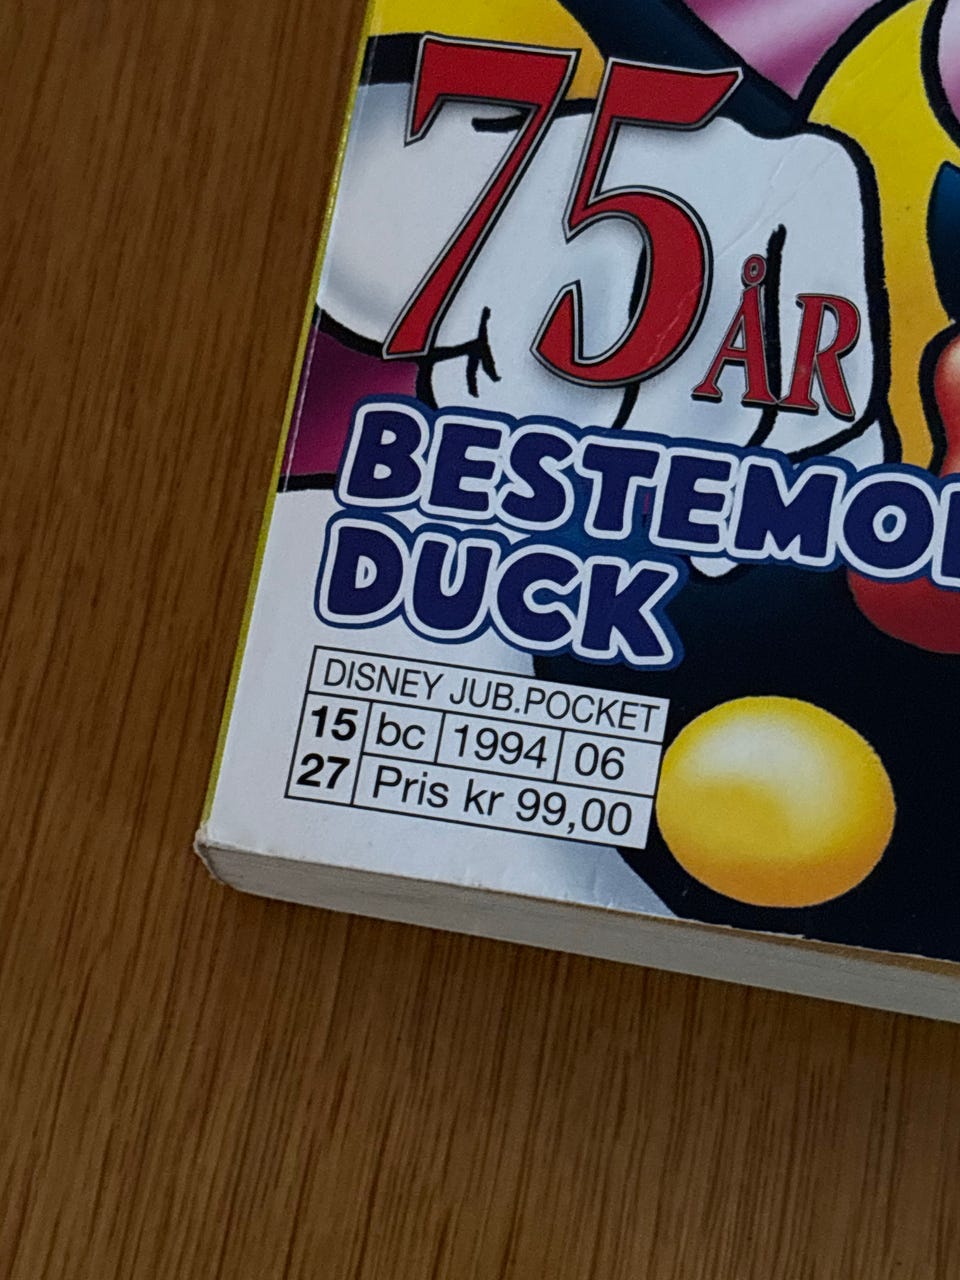 75 ÅR
BESTEMO
DUCK
DISNEY JUB.POCKET
15 bc 1994 06
27 Pris kr 99,00